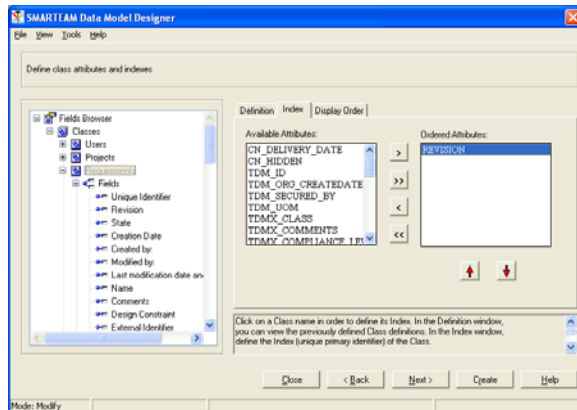 SMARTEAM Data Model Designer
File View Tools Help
Define class attributes and indexes
Fields Browser
Classes
Users
Projects
Requirements
Fields
Unique Identifier
Revision
State
Creation Date
Created by:
Modified by:
Last modification date an
Name
Comments
Design Constraint
External Identifier
Definition Index Display Order
Available Attributes:
CN_DELIVERY_DATE
CN_HIDDEN
TDM_ID
TDM_ORG_CREATEDATE
TDM_SECURED_BY
TDM_UOM
TDMX_CLASS
TDMX_COMMENTS
TDMX_COMPLIANCE_LEV
>
>>
<
<<
Ordered Attributes:
REVISION
Click on a Class name in order to define its Index. In the Definition window,
you can view the previously defined Class definitions. In the Index window,
define the Index (unique primary identifier) of the Class.
Close < Back Next > Create Help
Mode: Modify